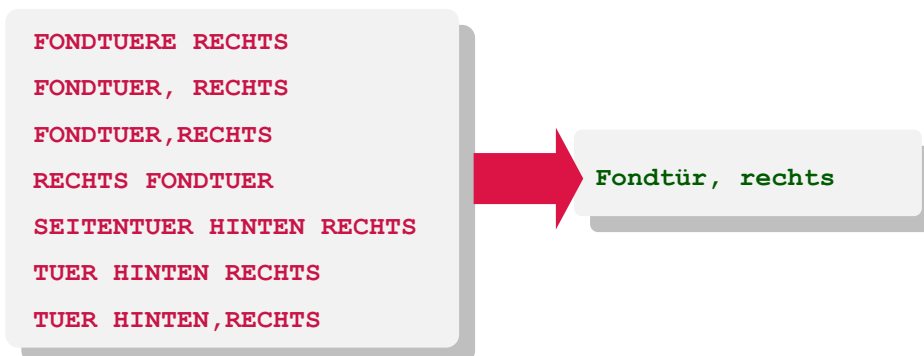 FONDTUERE RECHTS
FONDTUER, RECHTS
FONDTUER,RECHTS
RECHTS FONDTUER
SEITENTUER HINTEN RECHTS
TUER HINTEN RECHTS
TUER HINTEN,RECHTS
Fondtür, rechts